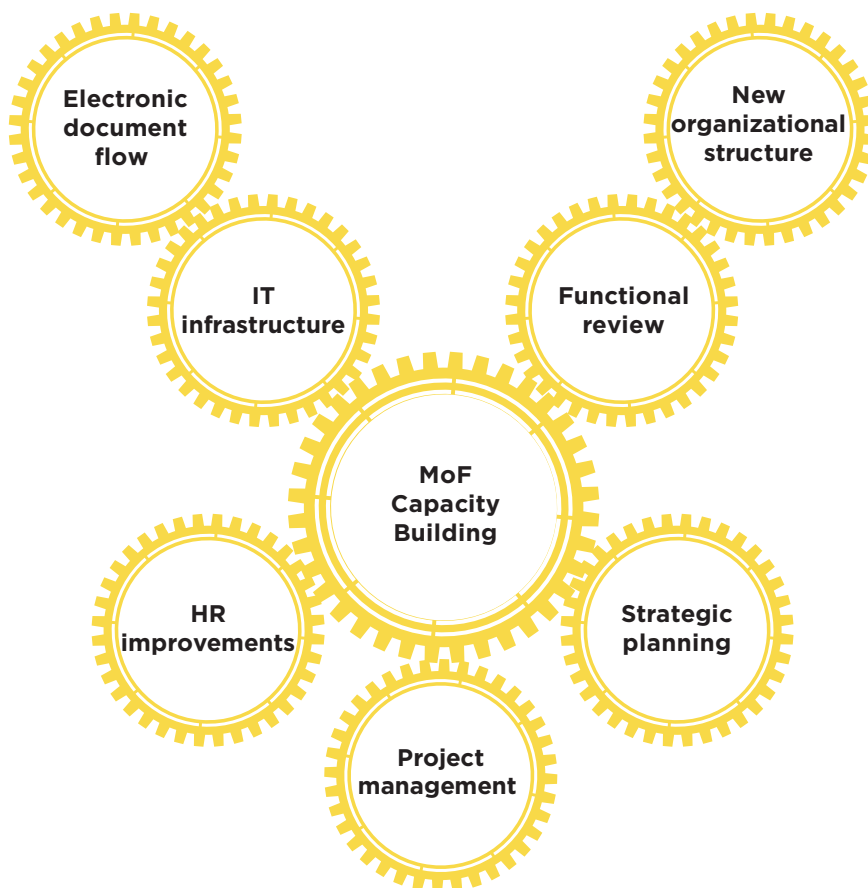 Electronic
document
flow
New
organizational
structure
IT
infrastructure
Functional
review
MoF
Capacity
Building
HR
improvements
Strategic
planning
Project
management